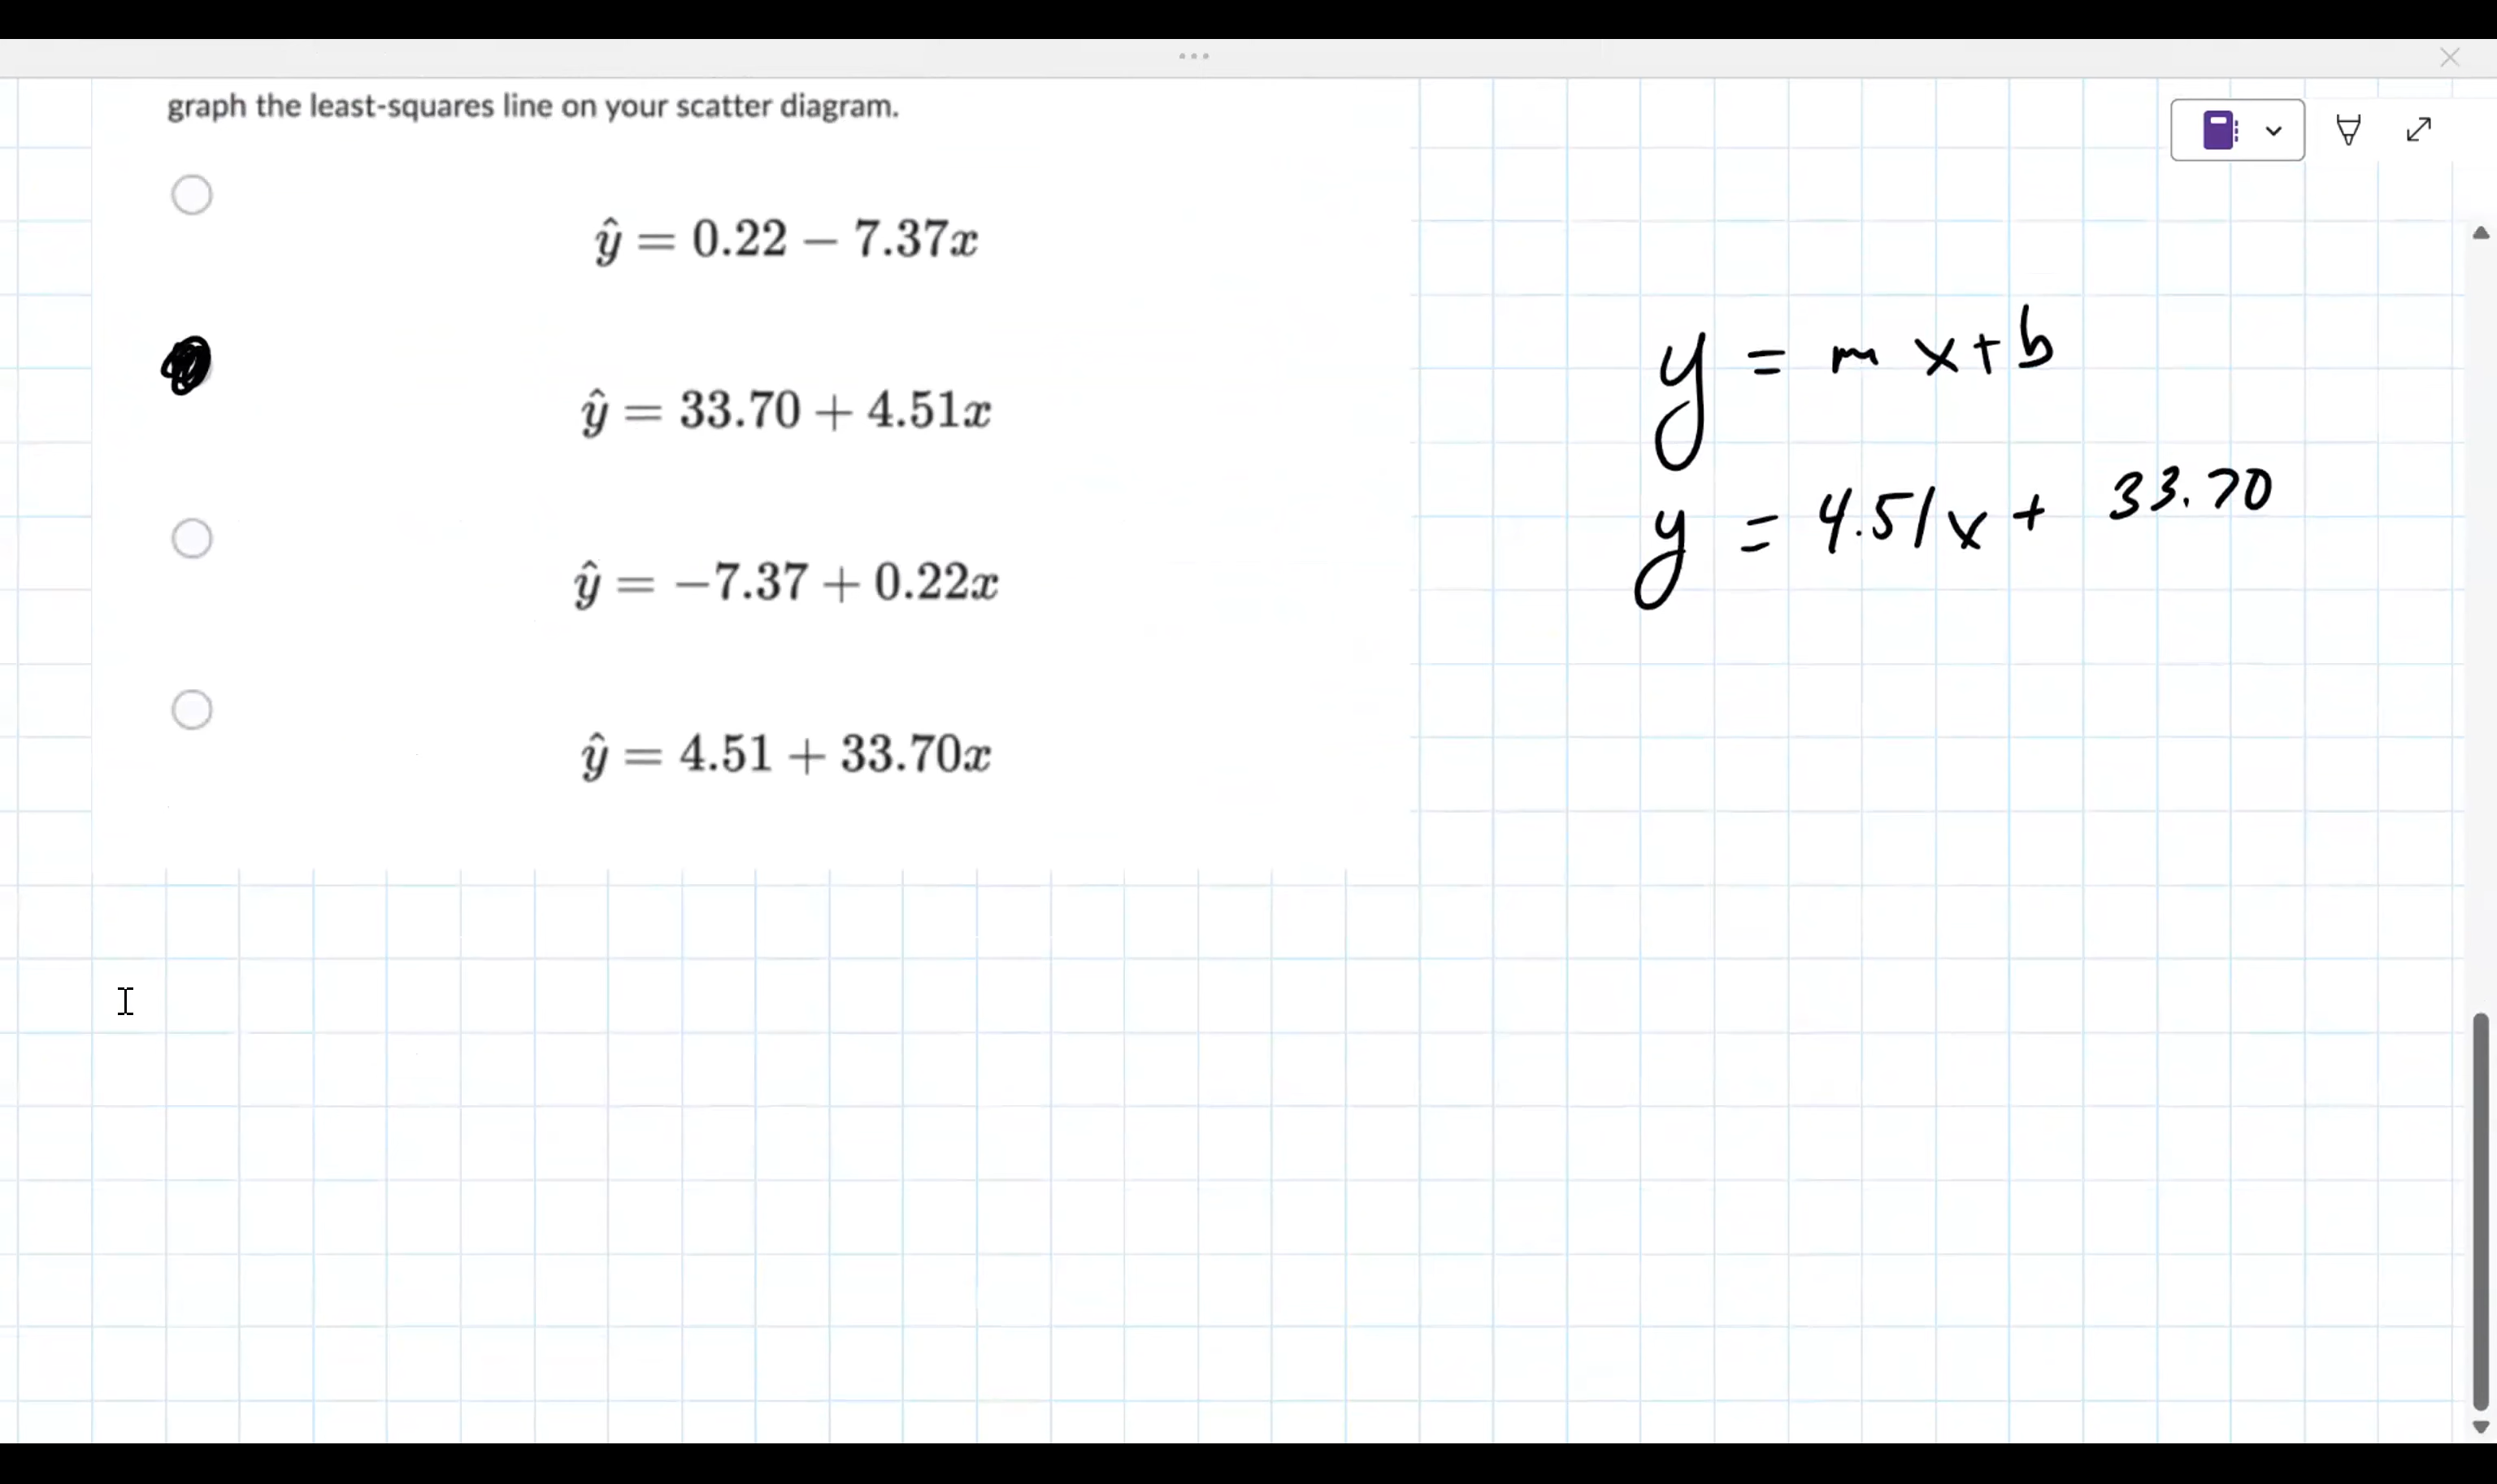 graph the least-squares line on your scatter diagram.
ŷ = 0.22 − 7.37x
ŷ = 33.70 + 4.51x
ŷ = −7.37 + 0.22x
ŷ = 4.51 + 33.70x
y = m x + b
y = 4.51x + 33.70